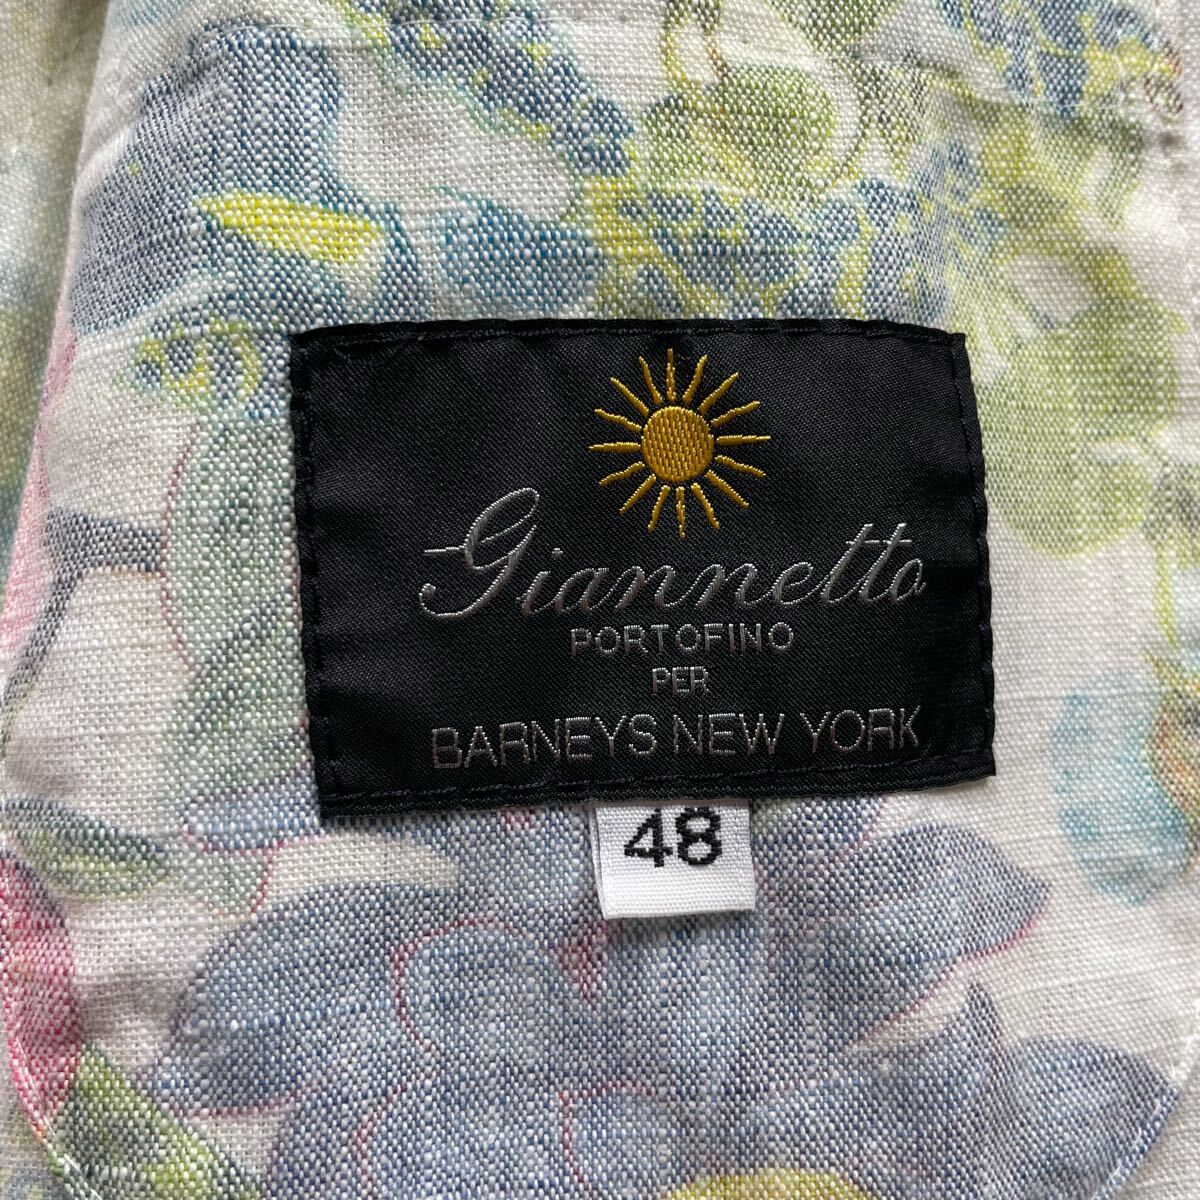 Giannetto
PORTOFINO
PER
BARNEYS NEW YORK
48